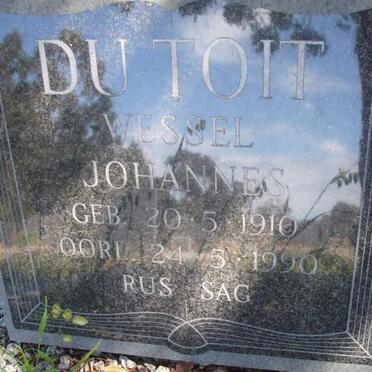 DU TOIT
WESSEL
JOHANNES
GEB. 20·5·1910
OORL. 24·5·1990
RUS SAG